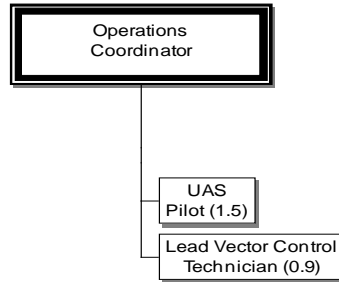 Operations
Coordinator
UAS
Pilot (1.5)
Lead Vector Control
Technician (0.9)